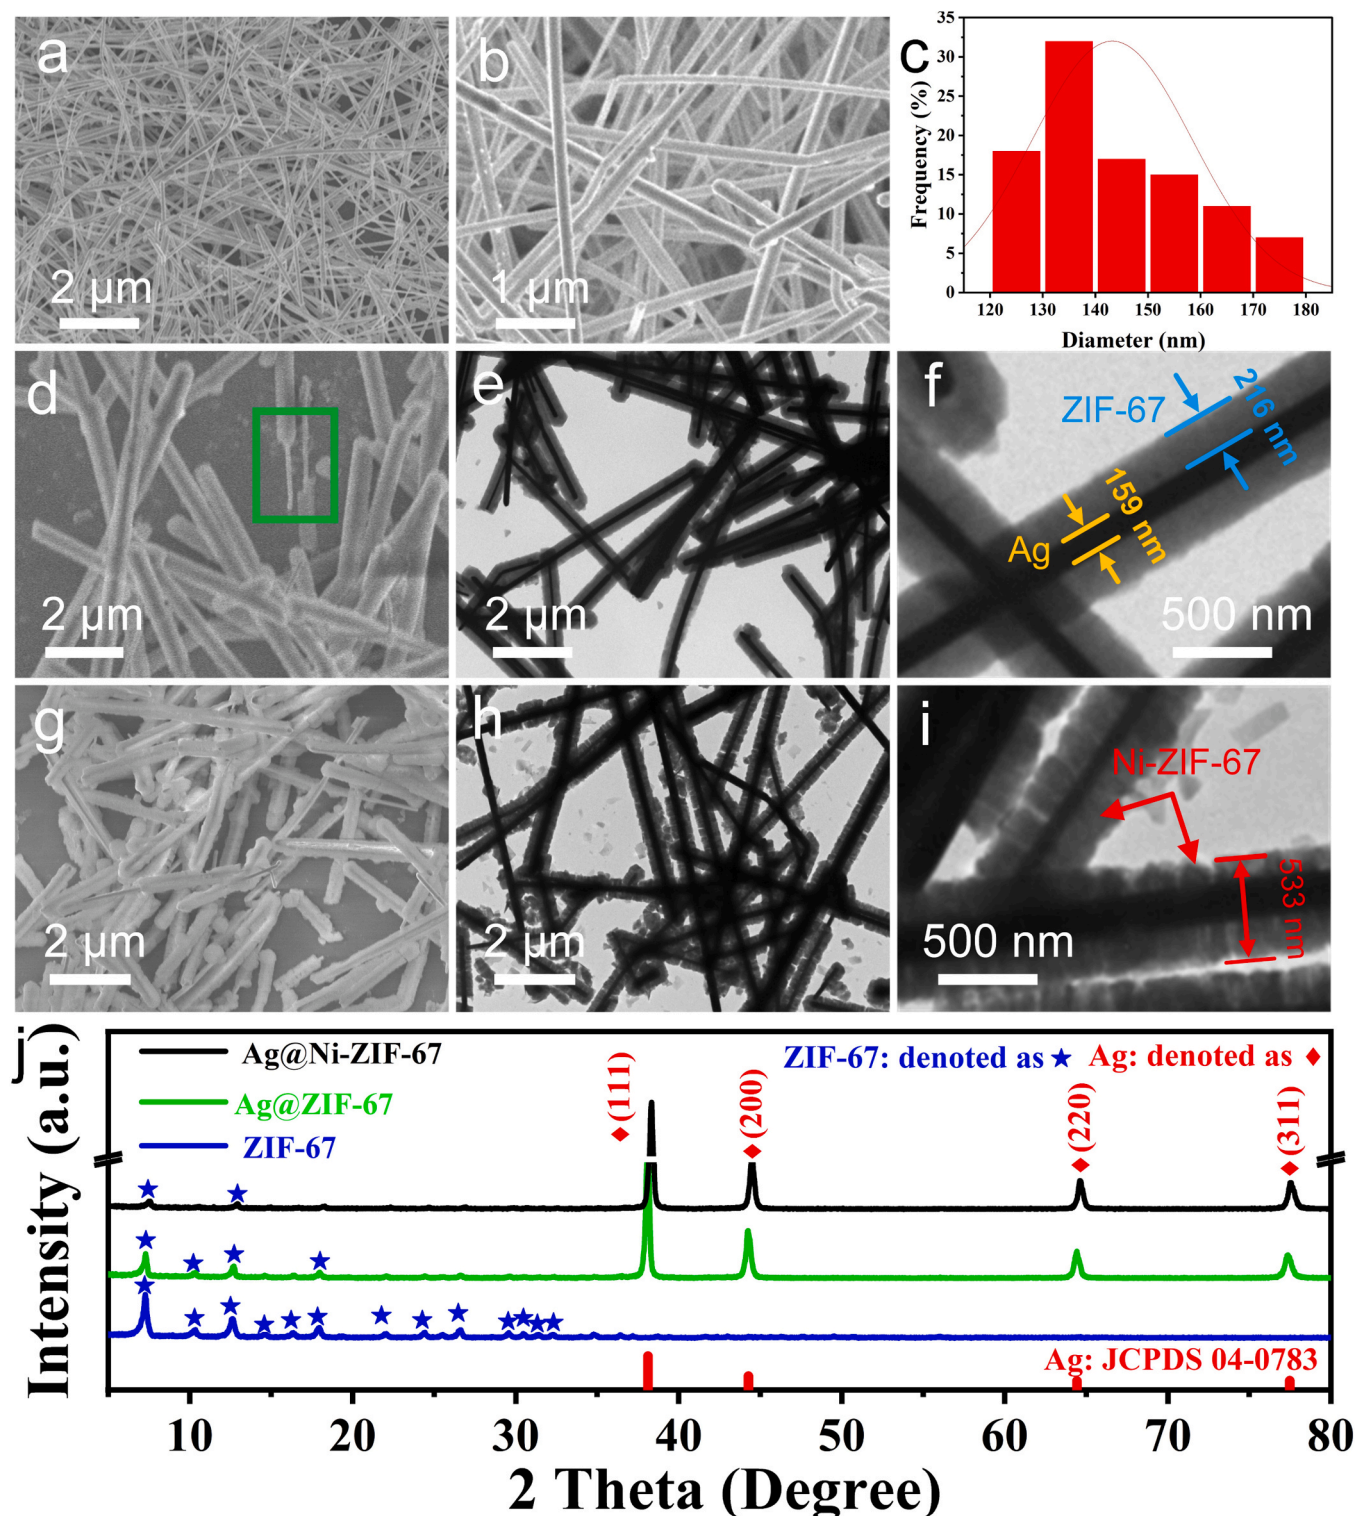 a
2 μm
b
1 μm
c
Frequency (%)
35
30
25
20
15
10
5
0
120 130 140 150 160 170 180
Diameter (nm)
d
2 μm
e
2 μm
f
ZIF-67
216 nm
159 nm
Ag
500 nm
g
2 μm
h
2 μm
i
Ni-ZIF-67
533 nm
500 nm
j
Intensity (a.u.)
Ag@Ni-ZIF-67
Ag@ZIF-67
ZIF-67
ZIF-67: denoted as ★ Ag: denoted as ♦
♦(111)
♦(200)
♦(220)
♦(311)
Ag: JCPDS 04-0783
10 20 30 40 50 60 70 80
2 Theta (Degree)